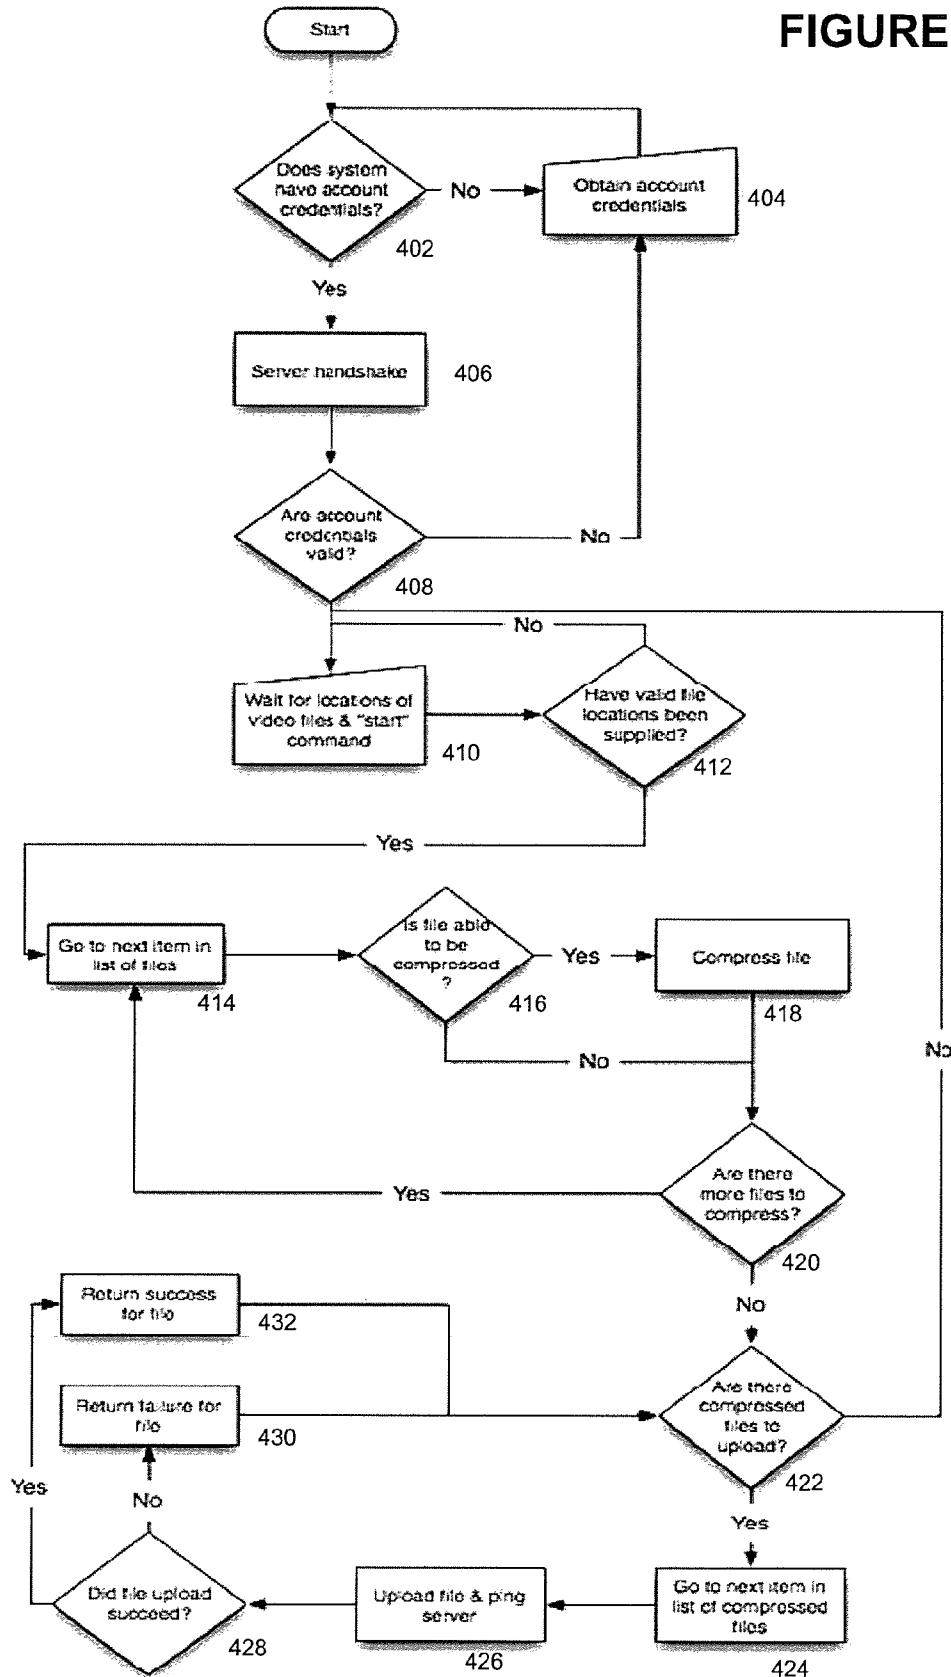 FIGURE
Start
Does system
have account
credentials?
402
No
Obtain account
credentials
404
Yes
Server handshake
406
Are account
credentials
valid?
408
No
No
Wait for locations of
video files & "start"
command
410
Have valid file
locations been
supplied?
412
Yes
Go to next item in
list of files
414
Is file able
to be
compressed
?
416
Yes
Compress file
418
No
No
Are there
more files to
compress?
420
Yes
No
Return success
for file
432
Return failure for
file
430
Are there
compressed
files to
upload?
422
Yes
No
Yes
Did file upload
succeed?
428
Upload file & ping
server
426
Go to next item in
list of compressed
files
424